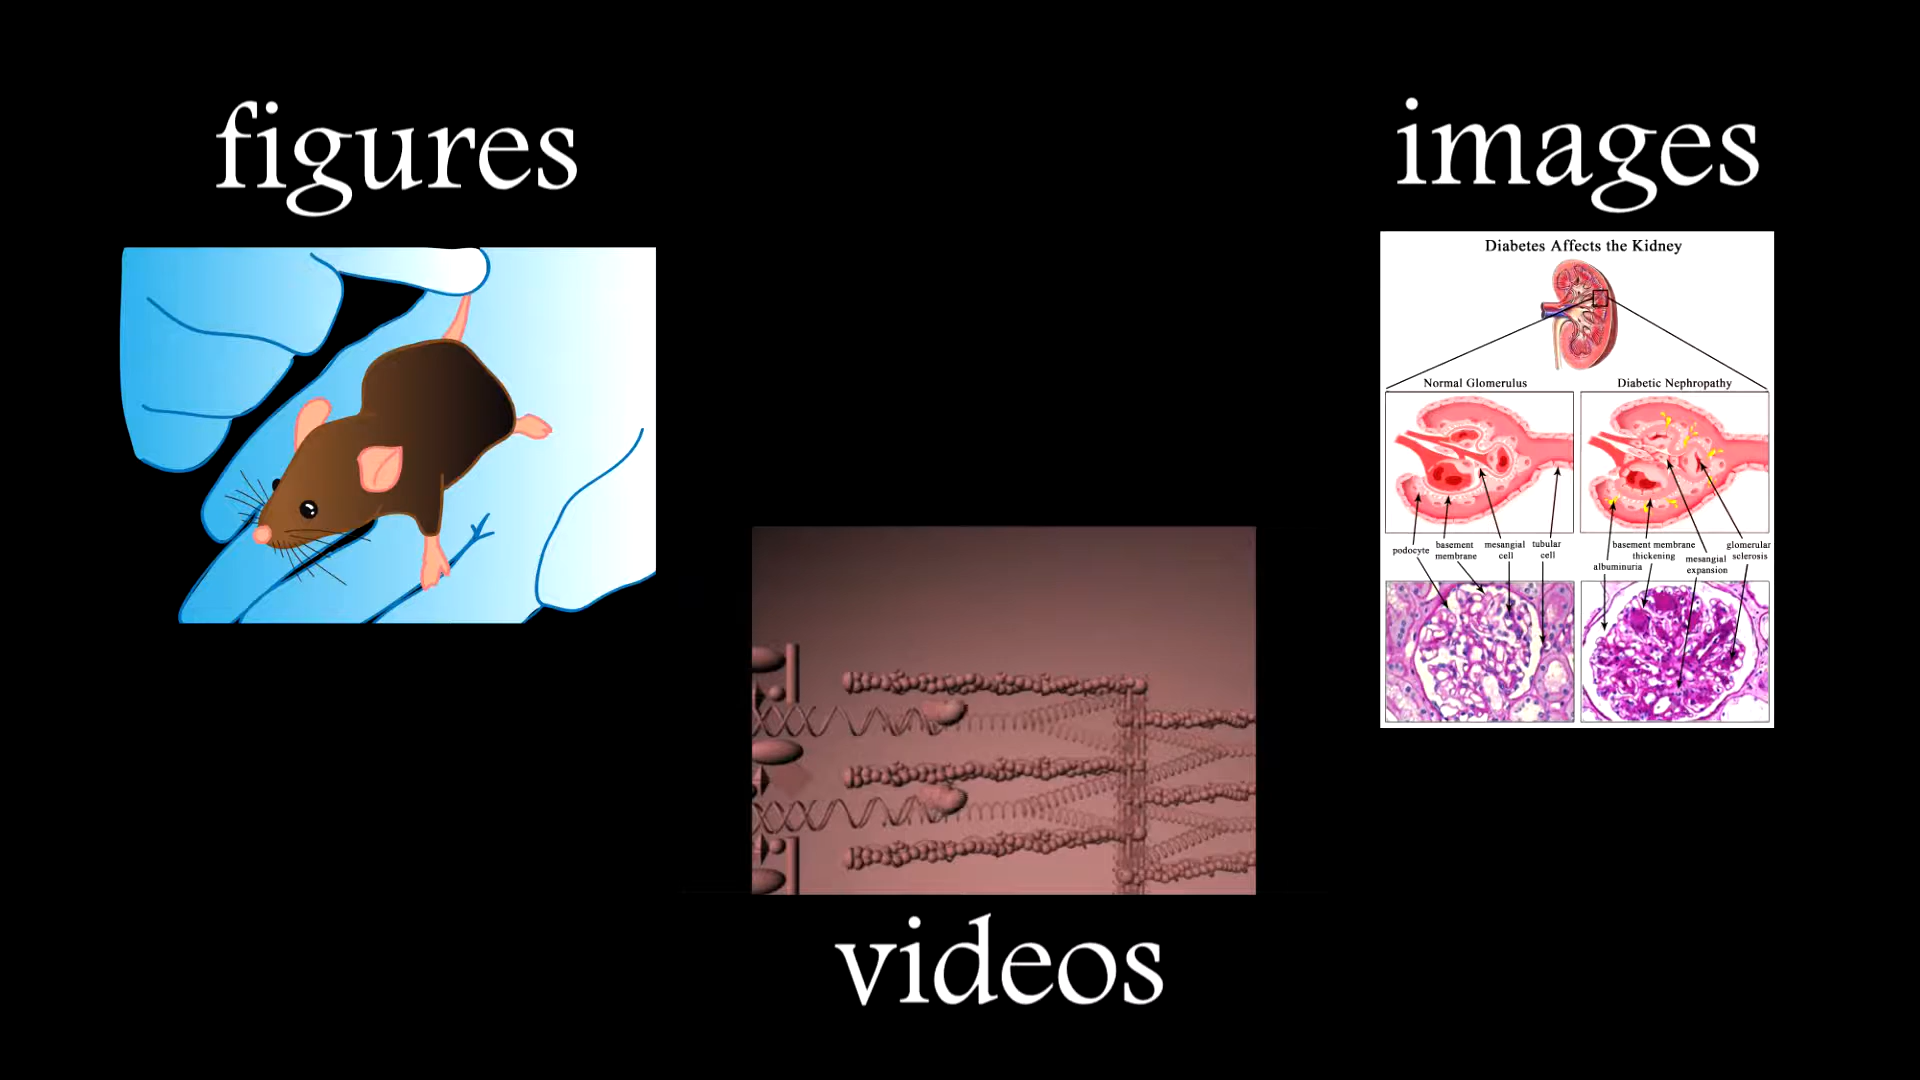 figures
images
Diabetes Affects the Kidney
Normal Glomerulus
Diabetic Nephropathy
podocyte
basement
membrane
mesangial
cell
tubular
cell
albuminuria
basement membrane
thickening
mesangial
expansion
glomerular
sclerosis
videos